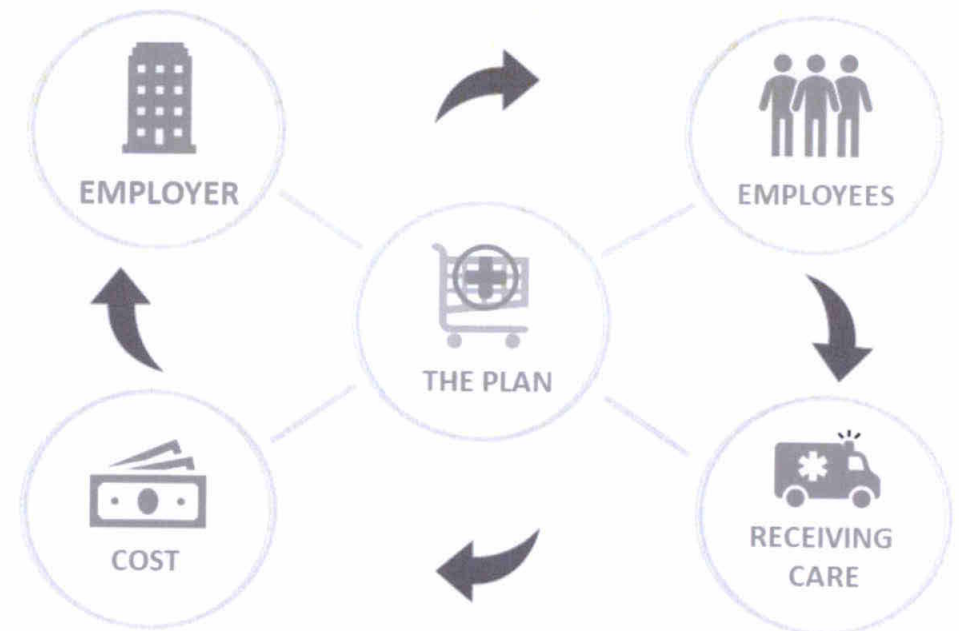 EMPLOYER
EMPLOYEES
THE PLAN
COST
RECEIVING
CARE